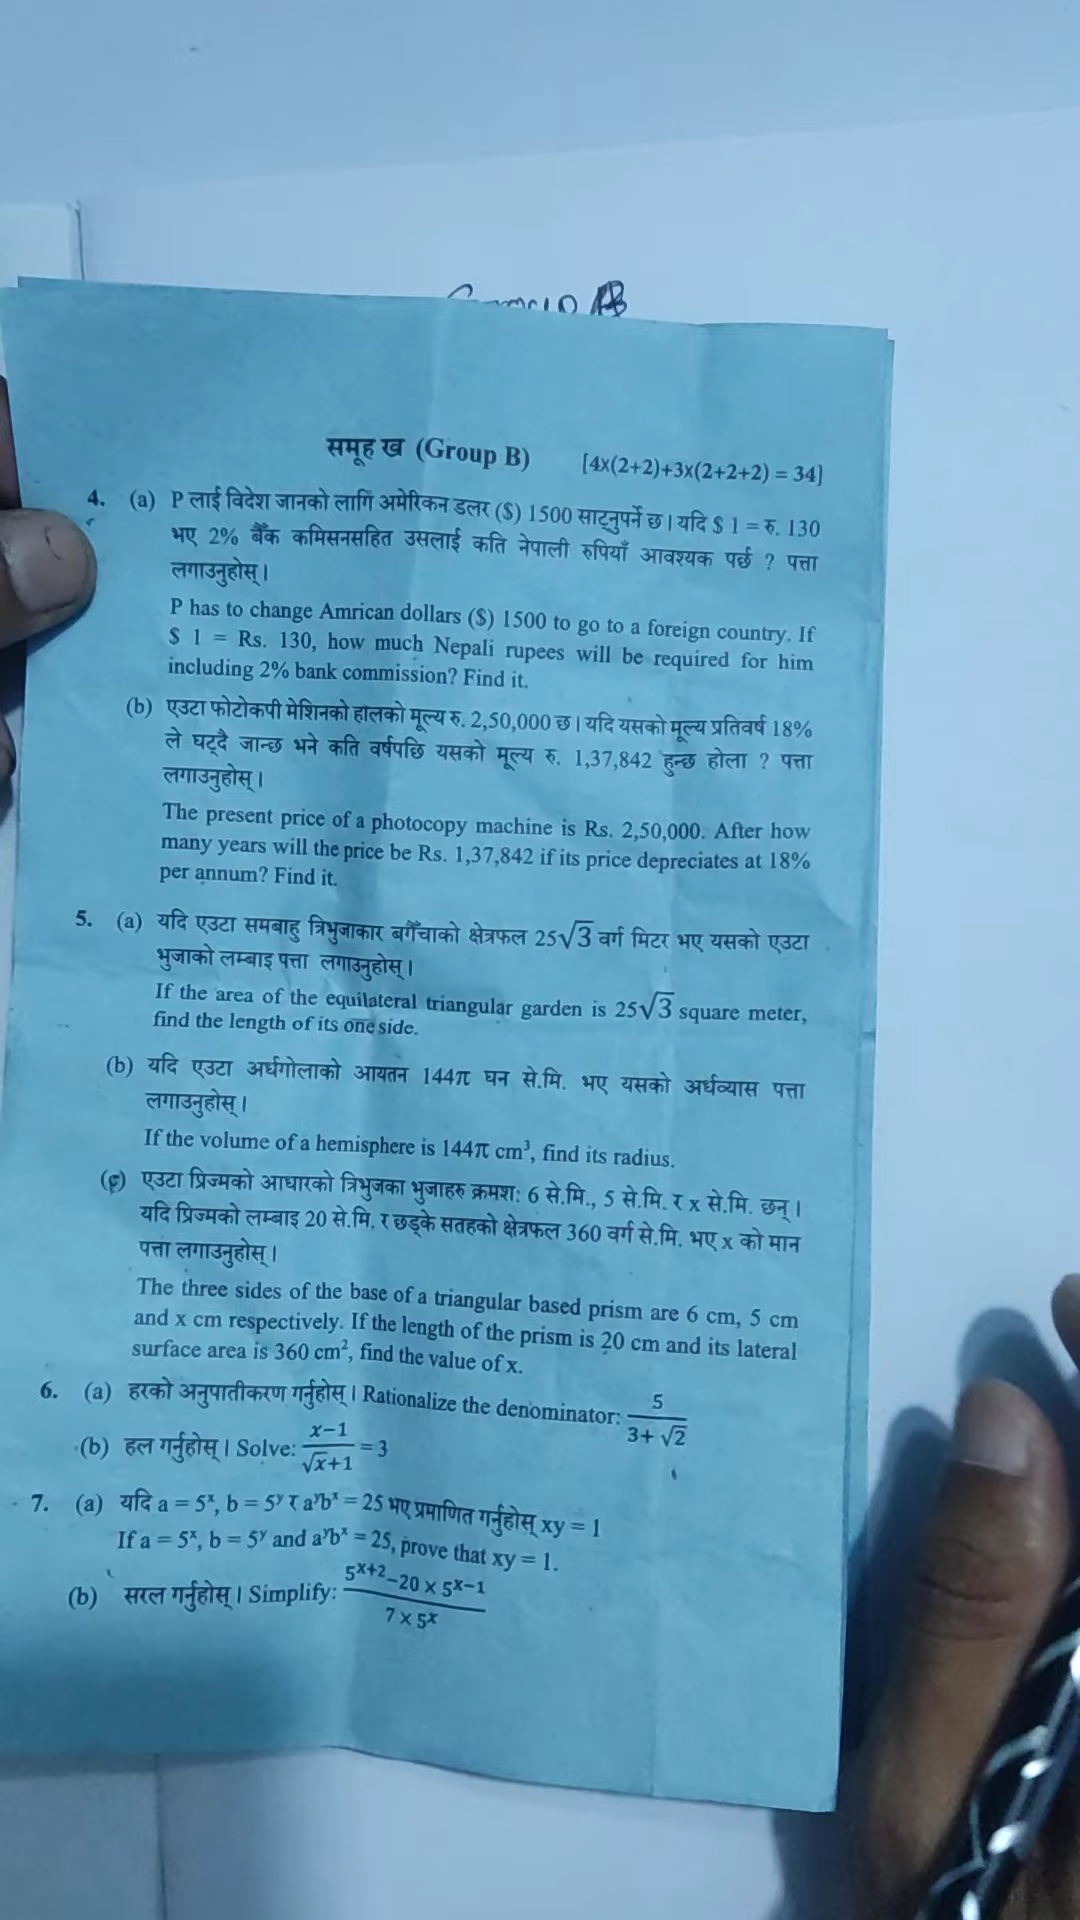 समूह ख (Group B) [4x(2+2)+3x(2+2+2) = 34]
4. (a) P लाई विदेश जानको लागि अमेरिकन डलर ($) 1500 साट्नुपर्ने छ। यदि $ 1 = रु. 130
भए 2% बैँक कमिसनसहित उसलाई कति नेपाली रुपियाँ आवश्यक पर्छ ? पत्ता
लगाउनुहोस्।
P has to change Amrican dollars ($) 1500 to go to a foreign country. If
$ 1 = Rs. 130, how much Nepali rupees will be required for him
including 2% bank commission? Find it.
(b) एउटा फोटोकपी मेशिनको हालको मूल्य रु. 2,50,000 छ। यदि यसको मूल्य प्रतिवर्ष 18%
ले घट्दै जान्छ भने कति वर्षपछि यसको मूल्य रु. 1,37,842 हुन्छ होला ? पत्ता
लगाउनुहोस्।
The present price of a photocopy machine is Rs. 2,50,000. After how
many years will the price be Rs. 1,37,842 if its price depreciates at 18%
per annum? Find it.
5. (a) यदि एउटा समबाहु त्रिभुजाकार बगैँचाको क्षेत्रफल 25√3 वर्ग मिटर भए यसको एउटा
भुजाको लम्बाइ पत्ता लगाउनुहोस्।
If the area of the equilateral triangular garden is 25√3 square meter,
find the length of its one side.
(b) यदि एउटा अर्धगोलाको आयतन 144π घन से.मि. भए यसको अर्धव्यास पत्ता
लगाउनुहोस्।
If the volume of a hemisphere is 144π cm³, find its radius.
(c) एउटा प्रिज्मको आधारको त्रिभुजका भुजाहरु क्रमश: 6 से.मि., 5 से.मि. र x से.मि. छन्।
यदि प्रिज्मको लम्बाइ 20 से.मि. र छड्के सतहको क्षेत्रफल 360 वर्ग से.मि. भए x को मान
पत्ता लगाउनुहोस्।
The three sides of the base of a triangular based prism are 6 cm, 5 cm
and x cm respectively. If the length of the prism is 20 cm and its lateral
surface area is 360 cm², find the value of x.
6. (a) हरको अनुपातीकरण गर्नुहोस्। Rationalize the denominator: 5/(3+√2)
(b) हल गर्नुहोस्। Solve: (x−1)/(√x+1) = 3
7. (a) यदि a = 5ˣ, b = 5ʸ र aʸbˣ = 25 भए प्रमाणित गर्नुहोस् xy = 1
If a = 5ˣ, b = 5ʸ and aʸbˣ = 25, prove that xy = 1.
(b) सरल गर्नुहोस्। Simplify: (5ˣ⁺²−20 × 5ˣ⁻¹)/(7 × 5ˣ)